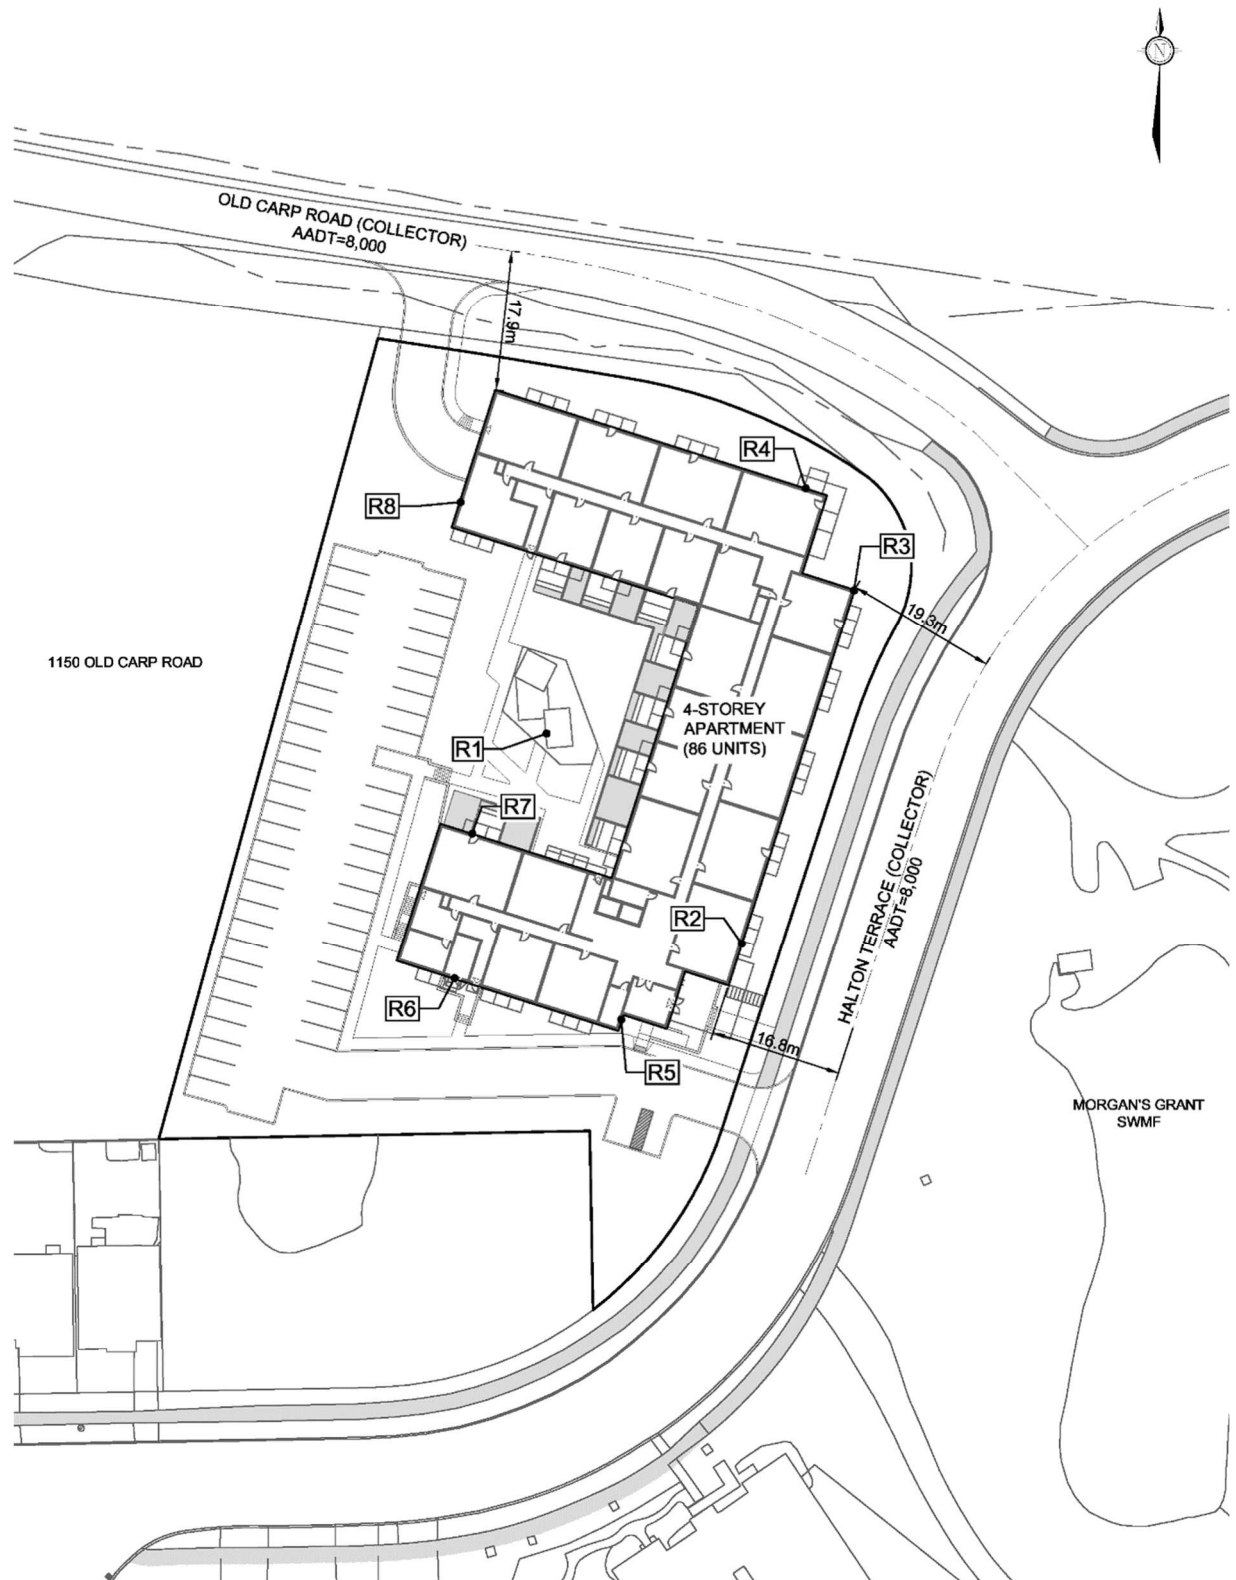 N
OLD CARP ROAD (COLLECTOR)
AADT=8,000
17.9m
R4
R8
R3
19.3m
1150 OLD CARP ROAD
4-STOREY
APARTMENT
(86 UNITS)
R1
R7
HALTON TERRACE (COLLECTOR)
AADT=8,000
R2
R6
16.8m
R5
MORGAN'S GRANT
SWMF